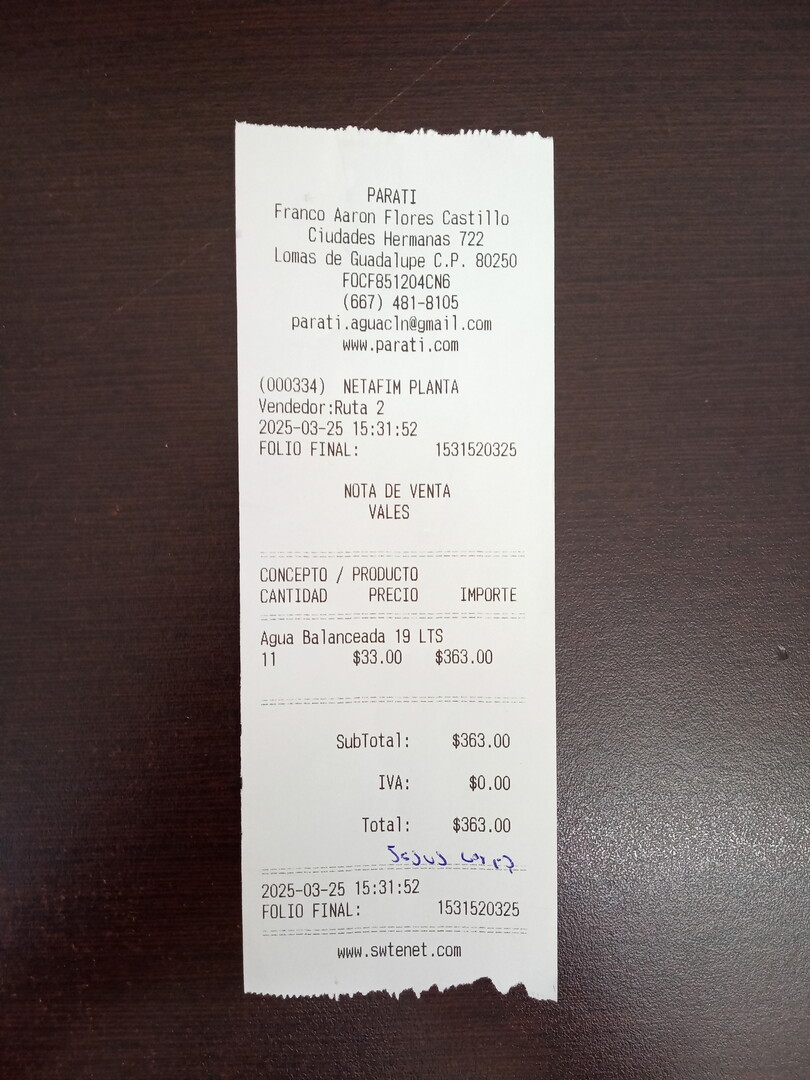 PARATI
Franco Aaron Flores Castillo
Ciudades Hermanas 722
Lomas de Guadalupe C.P. 80250
FOCF851204CN6
(667) 481-8105
parati.aguacln@gmail.com
www.parati.com
(000334) NETAFIM PLANTA
Vendedor:Ruta 2
2025-03-25 15:31:52
FOLIO FINAL: 1531520325
NOTA DE VENTA
VALES
CONCEPTO / PRODUCTO
CANTIDAD PRECIO IMPORTE
Agua Balanceada 19 LTS
11 $33.00 $363.00
SubTotal: $363.00
IVA: $0.00
Total: $363.00
2025-03-25 15:31:52
FOLIO FINAL: 1531520325
www.swtenet.com